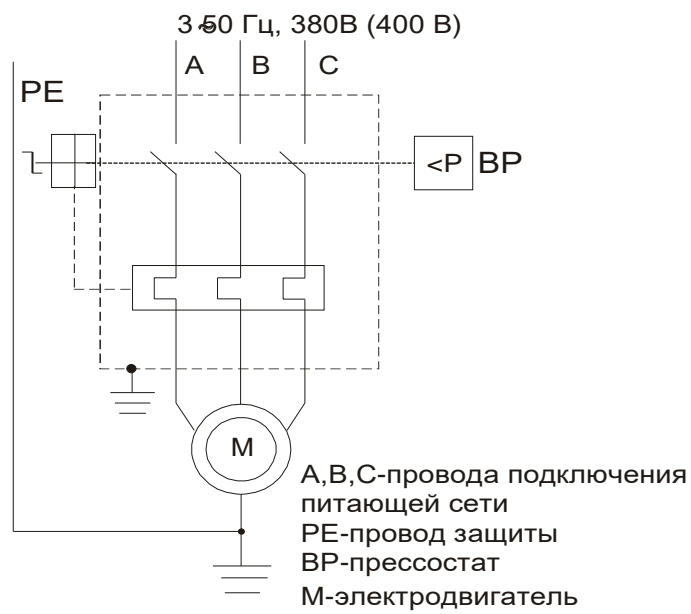 3 ~ 50 Гц, 380В (400 В)
A B C
PE
<P BP
M
A,B,C-провода подключения
питающей сети
PE-провод защиты
BP-прессостат
M-электродвигатель